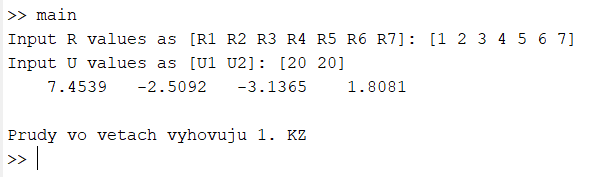 >> main
Input R values as [R1 R2 R3 R4 R5 R6 R7]: [1 2 3 4 5 6 7]
Input U values as [U1 U2]: [20 20]
7.4539 -2.5092 -3.1365 1.8081
Prudy vo vetach vyhovuju 1. KZ
>>